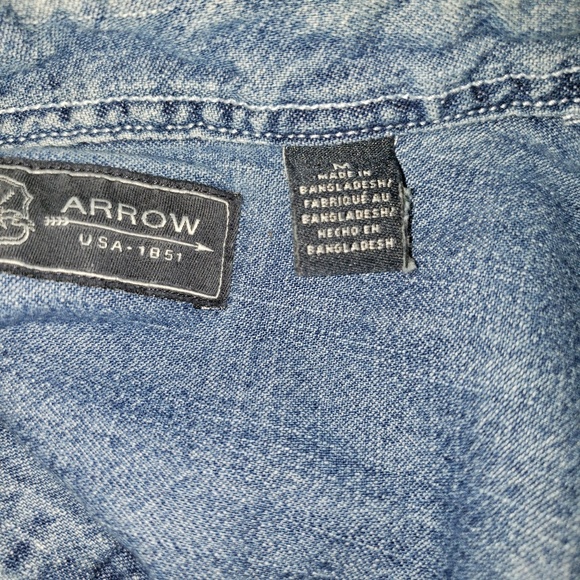 ARROW
USA-1851
M
MADE IN
BANGLADESH/
FABRIQUÉ AU
BANGLADESH/
HECHO EN
BANGLADESH